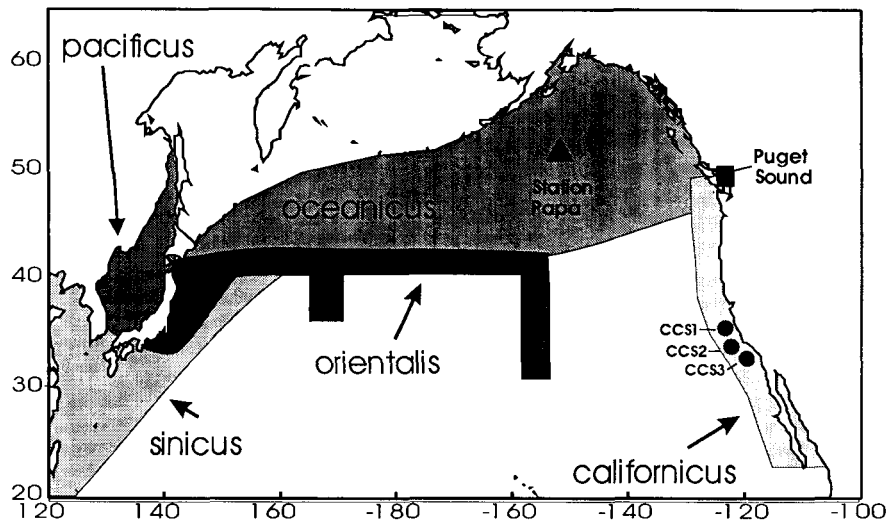 60
50
40
30
20
120
140
160
-180
-160
-140
-120
-100
pacificus
oceanicus
Station
Papa
Puget
Sound
orientalis
sinicus
CCS1
CCS2
CCS3
californicus